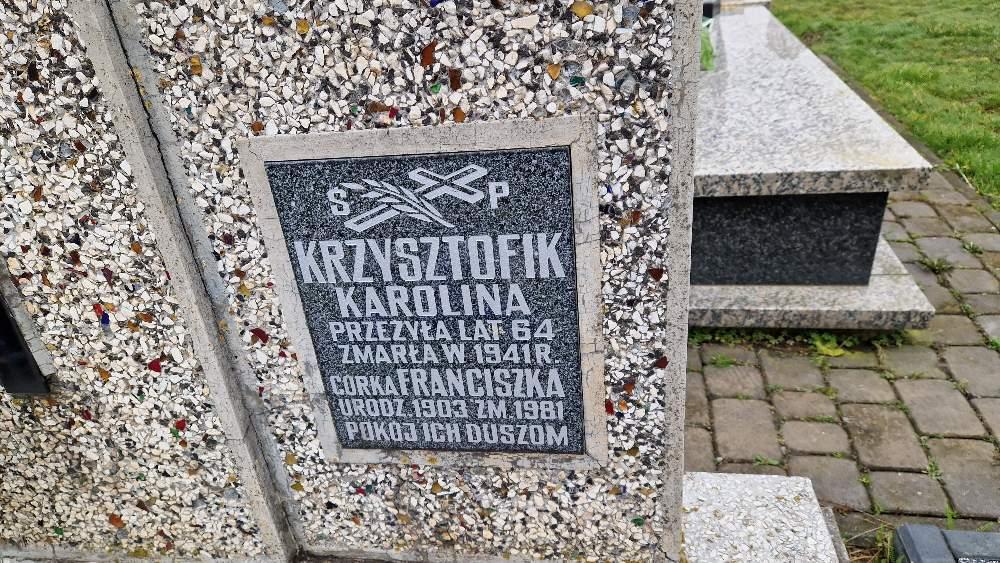 S P
KRZYSZTOFIK
KAROLINA
PRZEŻYŁA LAT 64
ZMARŁA W 1941 R.
CÓRKA FRANCISZKA
URODZ. 1903 ZM 1981
POKÓJ ICH DUSZOM